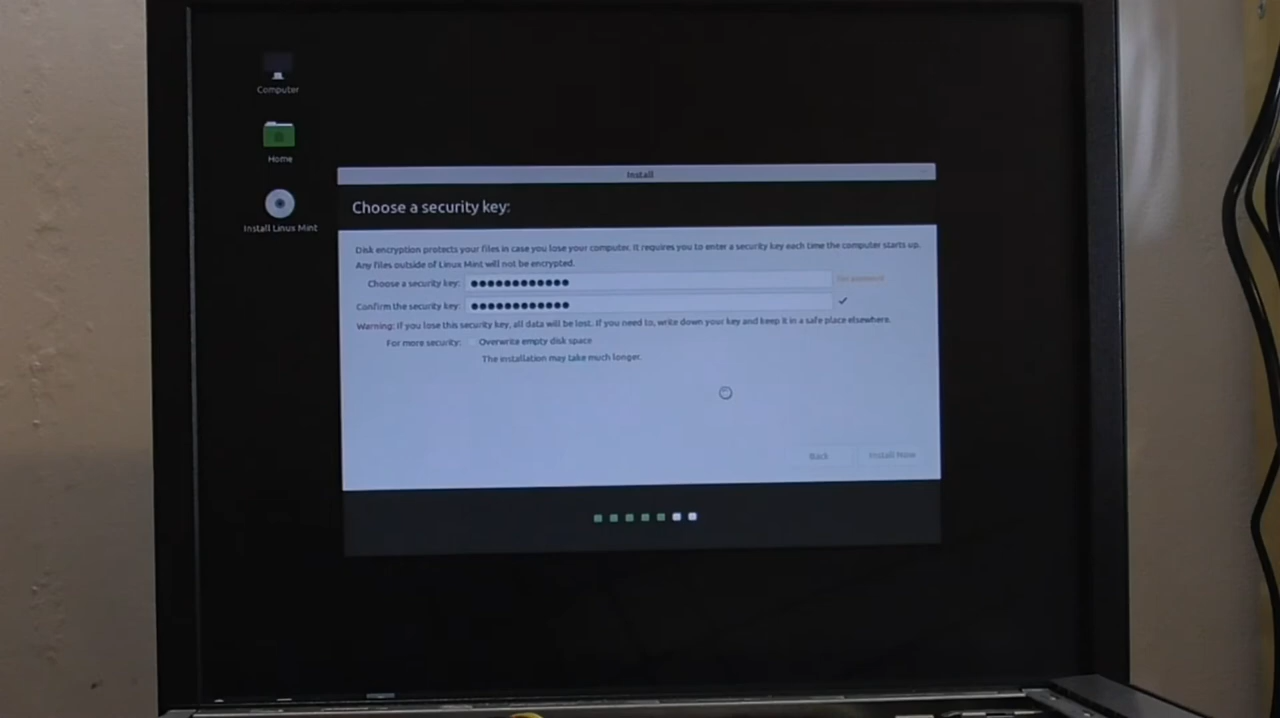 Computer
Home
Install Linux Mint
Install
Choose a security key:
Disk encryption protects your files in case you lose your computer. It requires you to enter a security key each time the computer starts up.
Any files outside of Linux Mint will not be encrypted.
Choose a security key: ●●●●●●●●●●●●
Confirm the security key: ●●●●●●●●●●●●
Warning: If you lose this security key, all data will be lost. If you need to, write down your key and keep it in a safe place elsewhere.
For more security: Overwrite empty disk space
The installation may take much longer.
Back Install Now